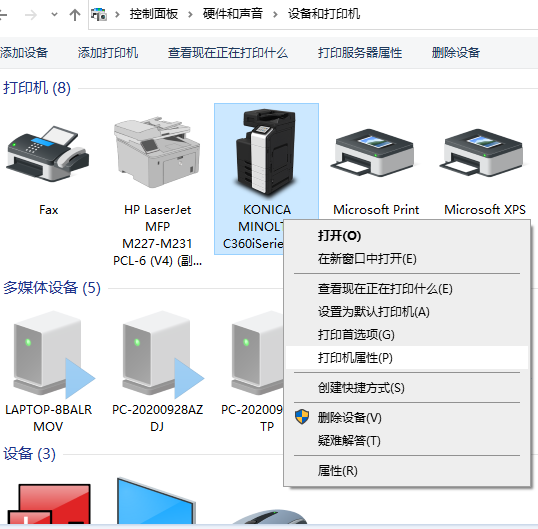 控制面板 > 硬件和声音 > 设备和打印机
添加设备 添加打印机 查看现在正在打印什么 打印服务器属性 删除设备
打印机 (8)
Fax
HP LaserJet
MFP
M227-M231
PCL-6 (V4) (副...
KONICA
MINOLT
C360iSerie
Microsoft Print
Microsoft XPS
打开(O)
在新窗口中打开(E)
查看现在正在打印什么(E)
设置为默认打印机(A)
打印首选项(G)
打印机属性(P)
创建快捷方式(S)
删除设备(V)
疑难解答(T)
属性(R)
多媒体设备 (5)
LAPTOP-8BALR
MOV
PC-20200928AZ
DJ
PC-202009
TP
设备 (3)